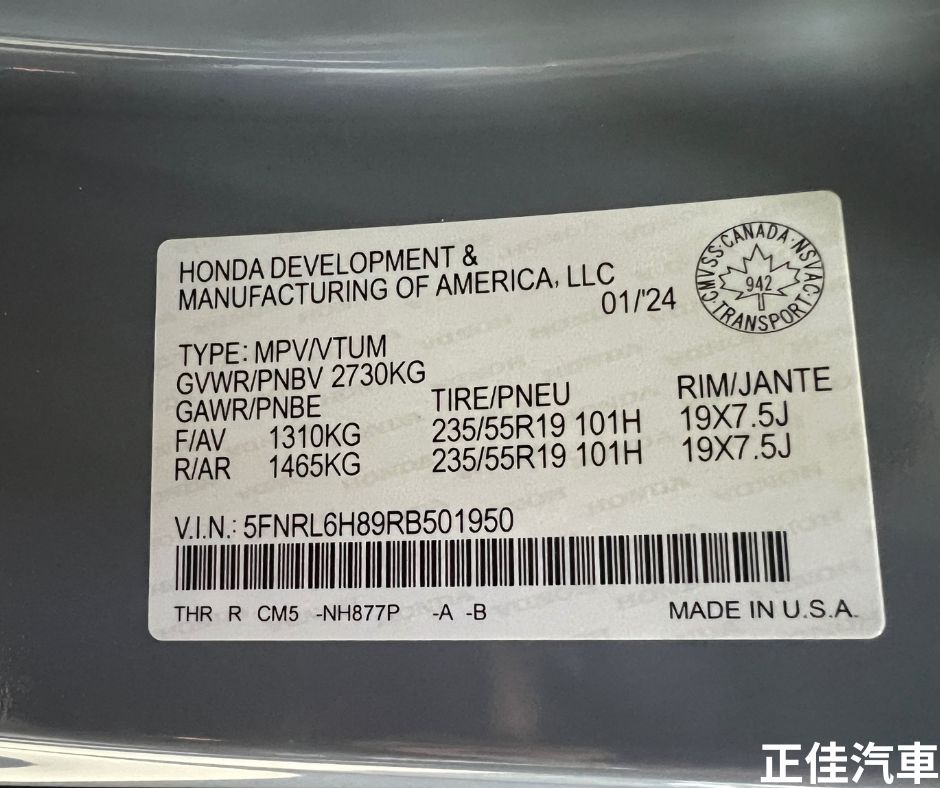 HONDA DEVELOPMENT &
MANUFACTURING OF AMERICA, LLC
01/'24
CMVSS·CANADA·NSVAC·TRANSPORT·
942
TYPE: MPV/VTUM
GVWR/PNBV 2730KG
GAWR/PNBE TIRE/PNEU RIM/JANTE
F/AV 1310KG 235/55R19 101H 19X7.5J
R/AR 1465KG 235/55R19 101H 19X7.5J
V.I.N.: 5FNRL6H89RB501950
THR R CM5 -NH877P -A -B MADE IN U.S.A.
正佳汽車